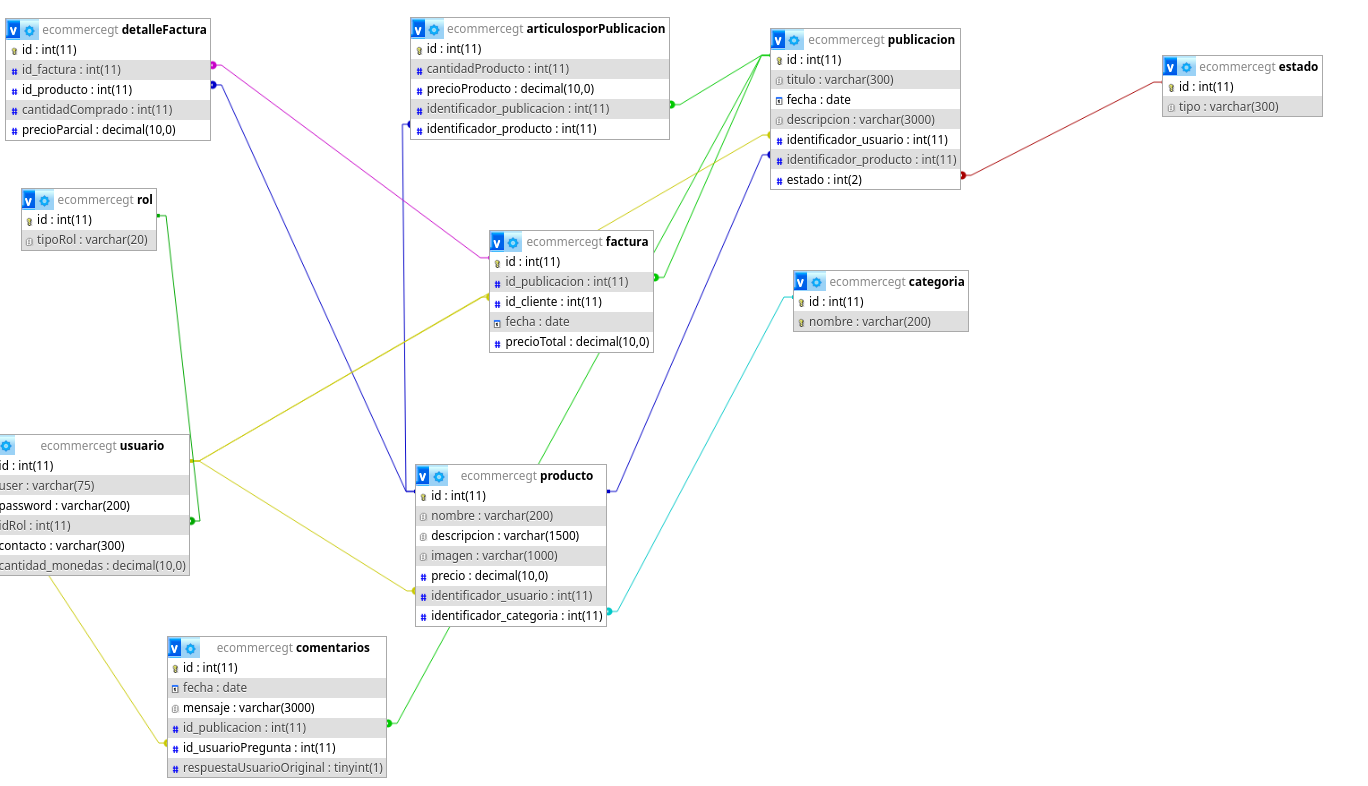 ecommercegt detalleFactura
id : int(11)
id_factura : int(11)
id_producto : int(11)
cantidadComprado : int(11)
precioParcial : decimal(10,0)
ecommercegt articulosporPublicacion
id : int(11)
cantidadProducto : int(11)
precioProducto : decimal(10,0)
identificador_publicacion : int(11)
identificador_producto : int(11)
ecommercegt publicacion
id : int(11)
titulo : varchar(300)
fecha : date
descripcion : varchar(3000)
identificador_usuario : int(11)
identificador_producto : int(11)
estado : int(2)
ecommercegt estado
id : int(11)
tipo : varchar(300)
ecommercegt rol
id : int(11)
tipoRol : varchar(20)
ecommercegt factura
id : int(11)
id_publicacion : int(11)
id_cliente : int(11)
fecha : date
precioTotal : decimal(10,0)
ecommercegt categoria
id : int(11)
nombre : varchar(200)
ecommercegt usuario
id : int(11)
user : varchar(75)
password : varchar(200)
idRol : int(11)
contacto : varchar(300)
cantidad_monedas : decimal(10,0)
ecommercegt producto
id : int(11)
nombre : varchar(200)
descripcion : varchar(1500)
imagen : varchar(1000)
precio : decimal(10,0)
identificador_usuario : int(11)
identificador_categoria : int(11)
ecommercegt comentarios
id : int(11)
fecha : date
mensaje : varchar(3000)
id_publicacion : int(11)
id_usuarioPregunta : int(11)
respuestaUsuarioOriginal : tinyint(1)